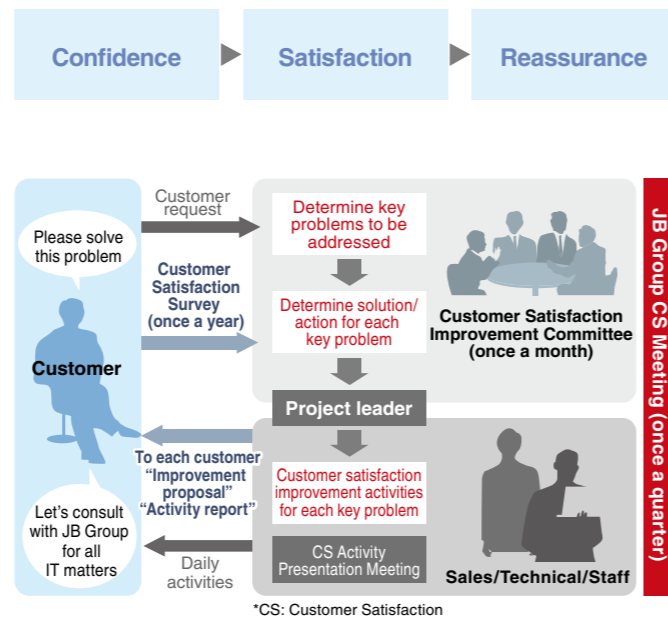 Confidence
Satisfaction
Reassurance
Customer
request
Please solve
this problem
Customer
Satisfaction
Survey
(once a year)
Customer
Determine key
problems to be
addressed
Determine solution/
action for each
key problem
Customer Satisfaction
Improvement Committee
(once a month)
Project leader
To each customer
“Improvement
proposal”
“Activity report”
Customer satisfaction
improvement activities
for each key problem
Let’s consult
with JB Group
for all
IT matters
Daily
activities
CS Activity
Presentation Meeting
Sales/Technical/Staff
JB Group CS Meeting (once a quarter)
*CS: Customer Satisfaction